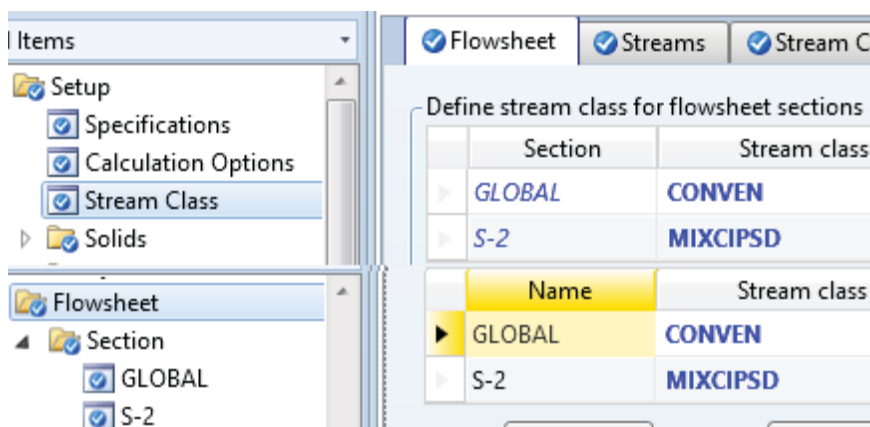 l Items
Flowsheet
Streams
Stream C
Setup
Specifications
Calculation Options
Stream Class
Solids
Define stream class for flowsheet sections
Section
Stream class
GLOBAL
CONVEN
S-2
MIXCIPSD
Flowsheet
Section
GLOBAL
S-2
Name
Stream class
GLOBAL
CONVEN
S-2
MIXCIPSD